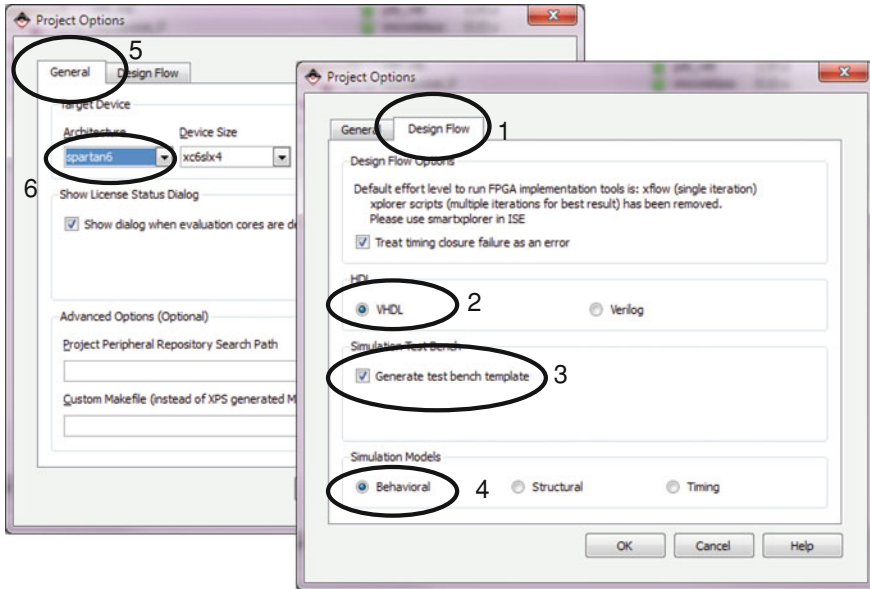 Project Options
5
General
Design Flow
Target Device
Architecture
Device Size
spartan6
xc6slx4
6
Show License Status Dialog
Show dialog when evaluation cores are de
Advanced Options (Optional)
Project Peripheral Repository Search Path
Custom Makefile (instead of XPS generated M
Project Options
General
Design Flow
1
Design Flow Options
Default effort level to run FPGA implementation tools is: xflow (single iteration)
xplorer scripts (multiple iterations for best result) has been removed.
Please use smartxplorer in ISE
Treat timing closure failure as an error
HDL
VHDL
2
Verilog
Simulation Test Bench
Generate test bench template
3
Simulation Models
Behavioral
4
Structural
Timing
OK
Cancel
Help